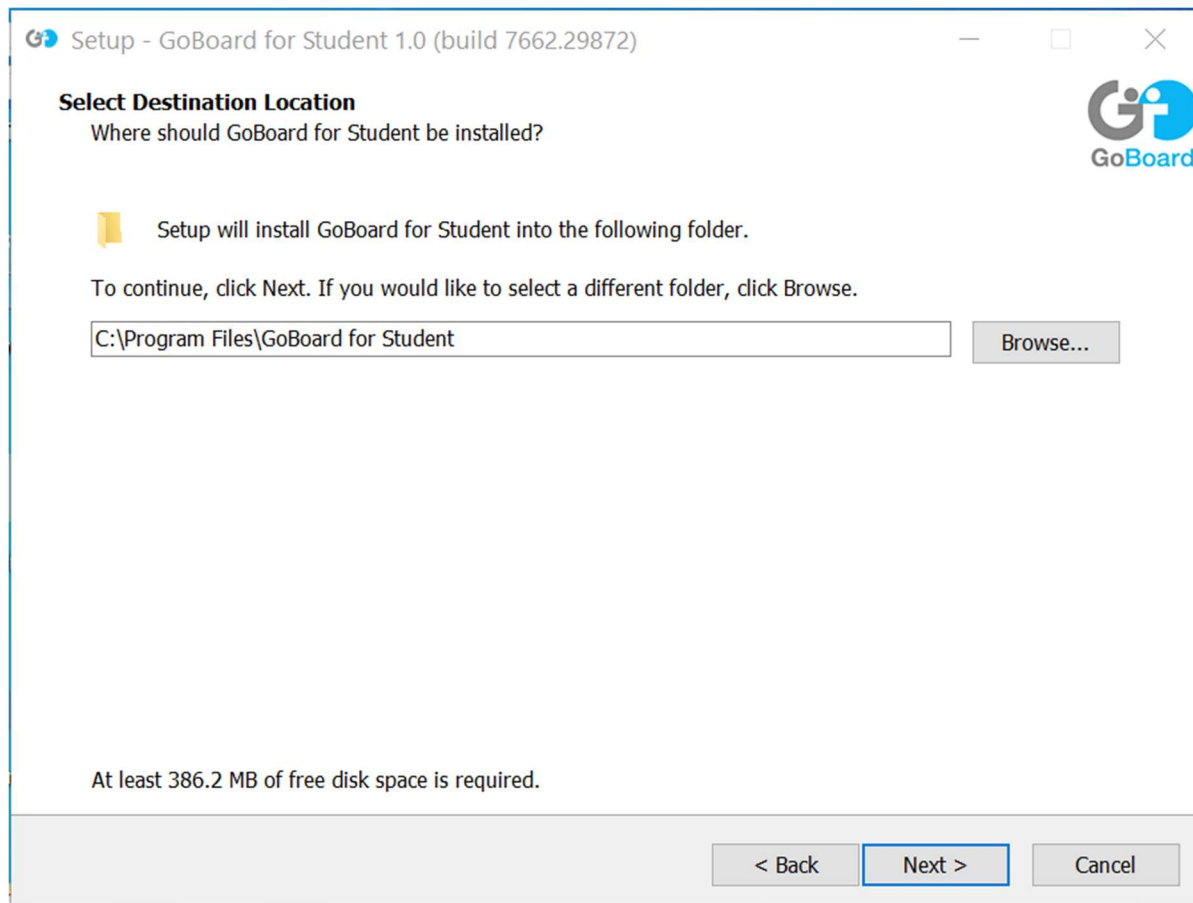 Setup - GoBoard for Student 1.0 (build 7662.29872)
Select Destination Location
Where should GoBoard for Student be installed?
GoBoard
Setup will install GoBoard for Student into the following folder.
To continue, click Next. If you would like to select a different folder, click Browse.
C:\Program Files\GoBoard for Student
Browse...
At least 386.2 MB of free disk space is required.
< Back
Next >
Cancel